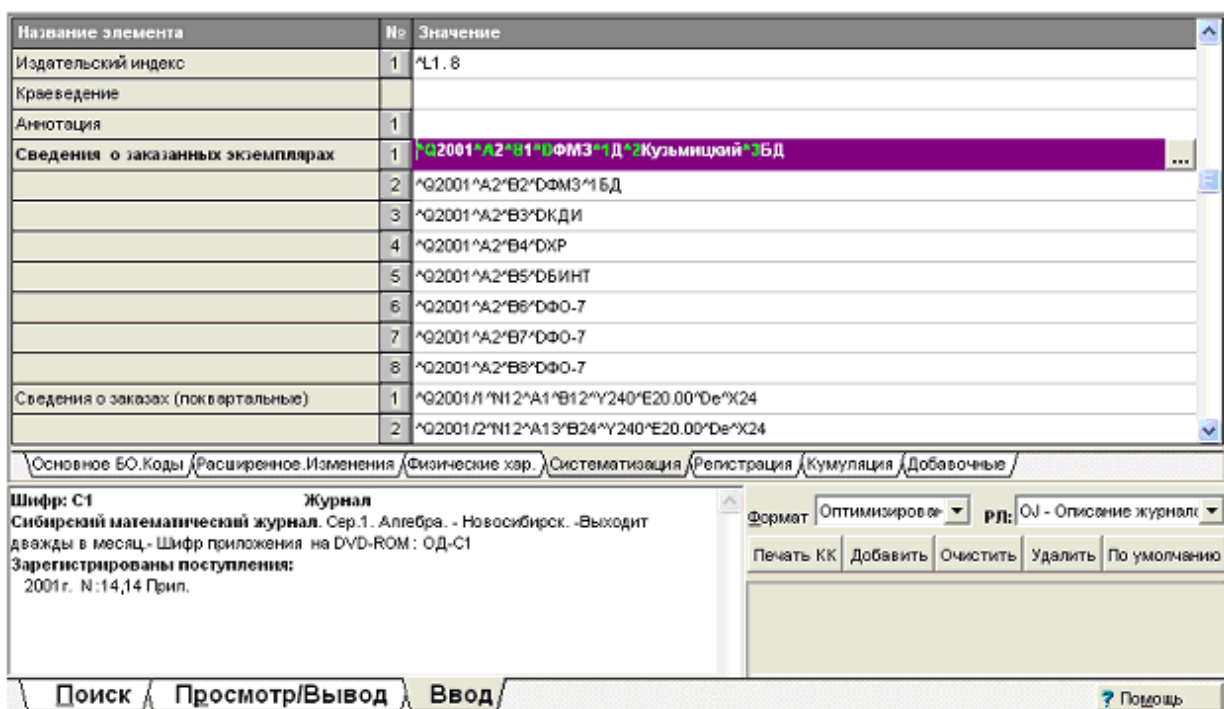 Название элемента № Значение
Издательский индекс 1 ^L1. 8
Краеведение
Аннотация 1
Сведения о заказанных экземплярах 1 ^Q2001^A2^B1^DФМЗ^1Д^2Кузьмицкий^3БД ...
2 ^Q2001^A2^B2^DФМЗ^1БД
3 ^Q2001^A2^B3^DКДИ
4 ^Q2001^A2^B4^DХР
5 ^Q2001^A2^B5^DБИНТ
6 ^Q2001^A2^B6^DФО-7
7 ^Q2001^A2^B7^DФО-7
8 ^Q2001^A2^B8^DФО-7
Сведения о заказах (поквартальные) 1 ^Q2001/1^N12^A1^B12^Y240^E20.00^De^X24
2 ^Q2001/2^N12^A13^B24^Y240^E20.00^De^X24
Основное БО.Коды Расширенное.Изменения Физические хар. Систематизация Регистрация Кумуляция Добавочные
Шифр: С1 Журнал
Сибирский математический журнал. Сер.1. Алгебра. - Новосибирск. -Выходит
дважды в месяц.- Шифр приложения на DVD-ROM : ОД-С1
Зарегистрированы поступления:
2001г. N:14,14 Прил.
Формат Оптимизирован РЛ: OJ - Описание журнала
Печать КК Добавить Очистить Удалить По умолчанию
Поиск Просмотр/Вывод Ввод
? Помощь